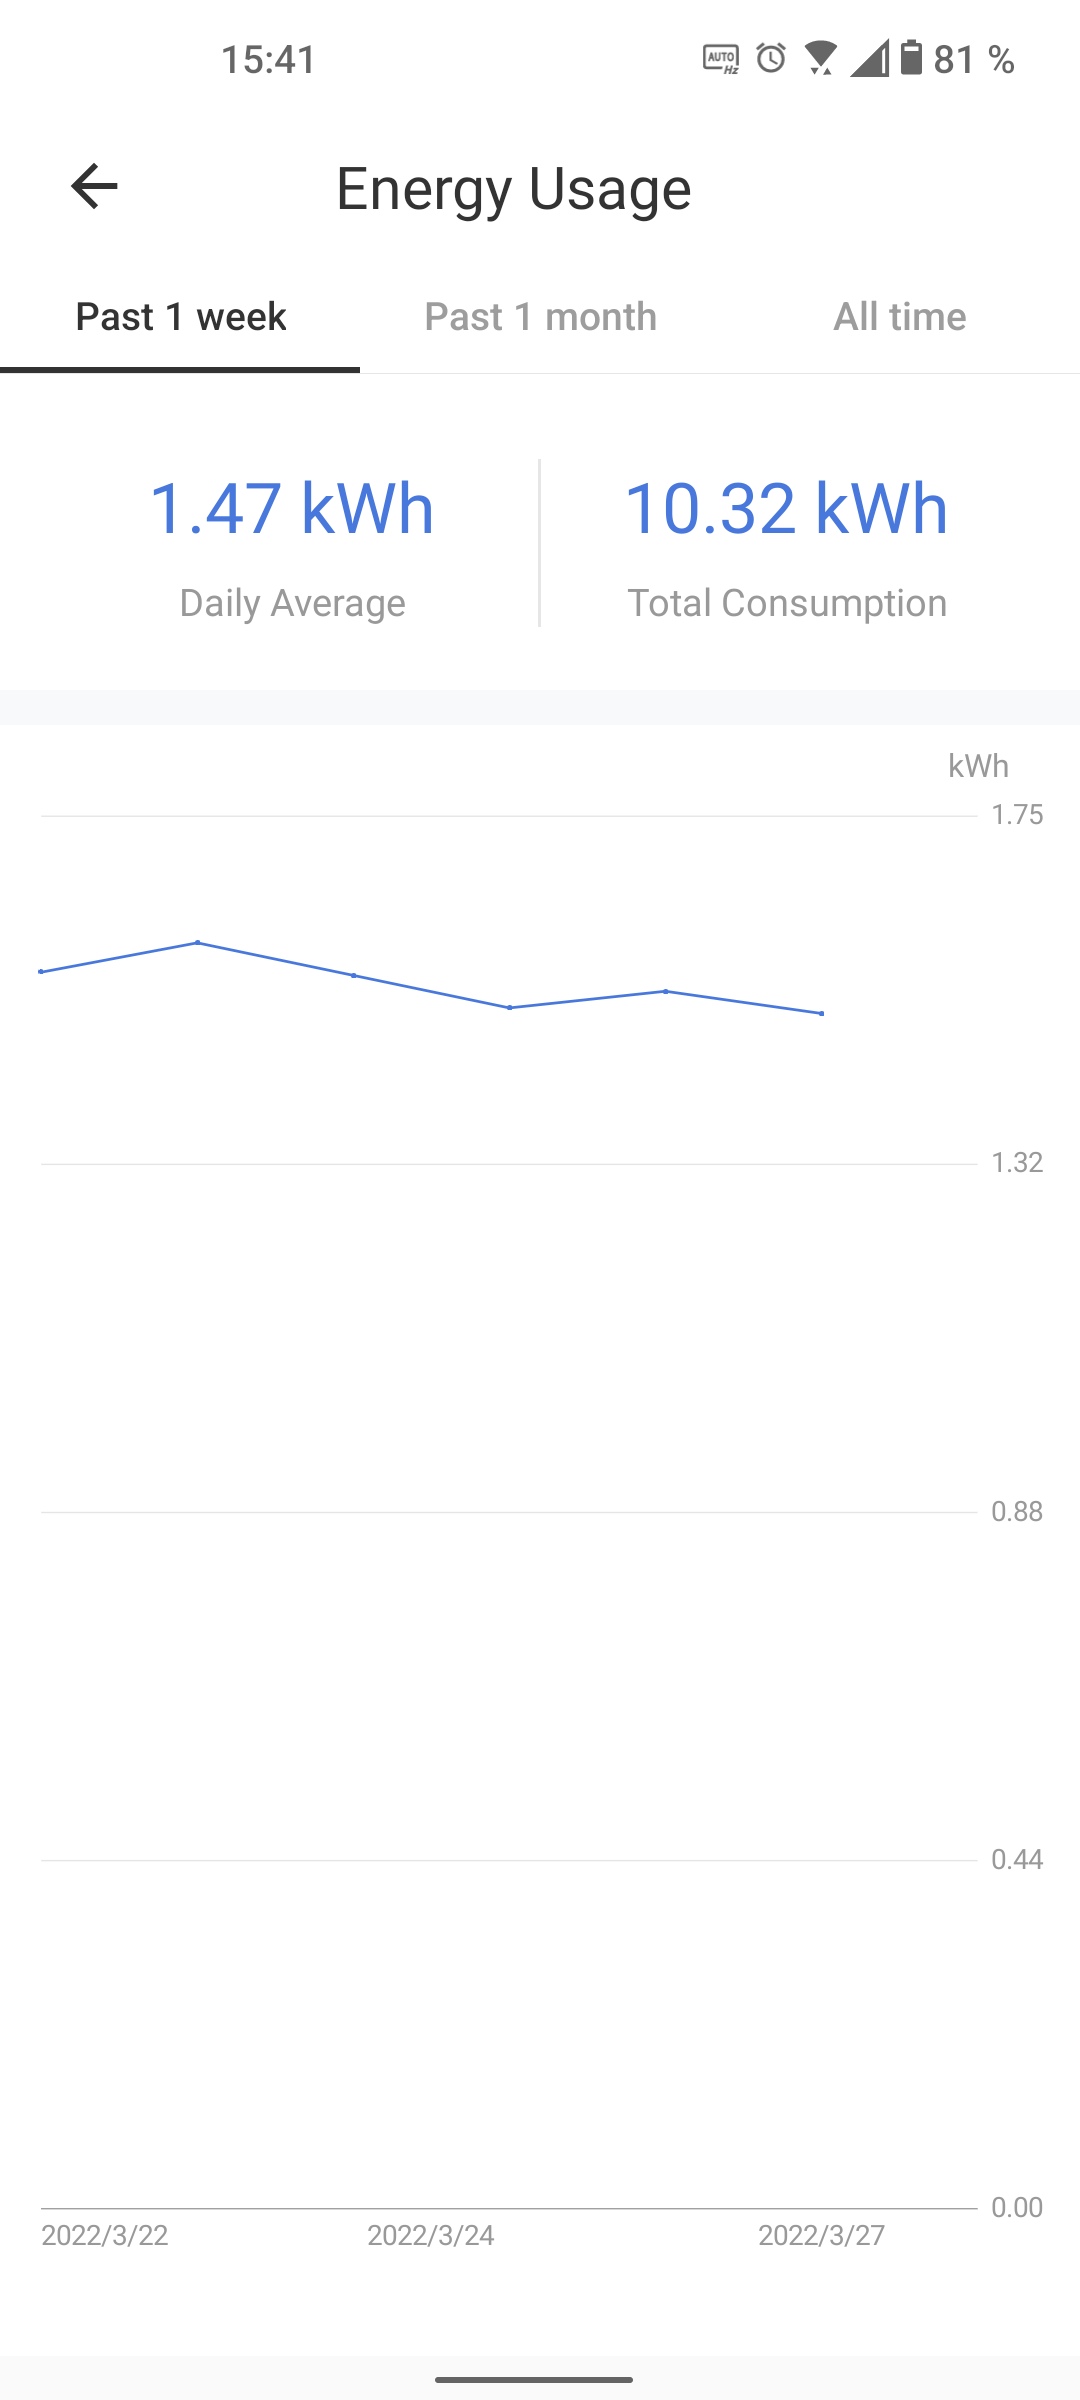 15:41
AUTO
Hz
81 %
Energy Usage
Past 1 week
Past 1 month
All time
1.47 kWh
10.32 kWh
Daily Average
Total Consumption
kWh
1.75
1.32
0.88
0.44
0.00
2022/3/22
2022/3/24
2022/3/27